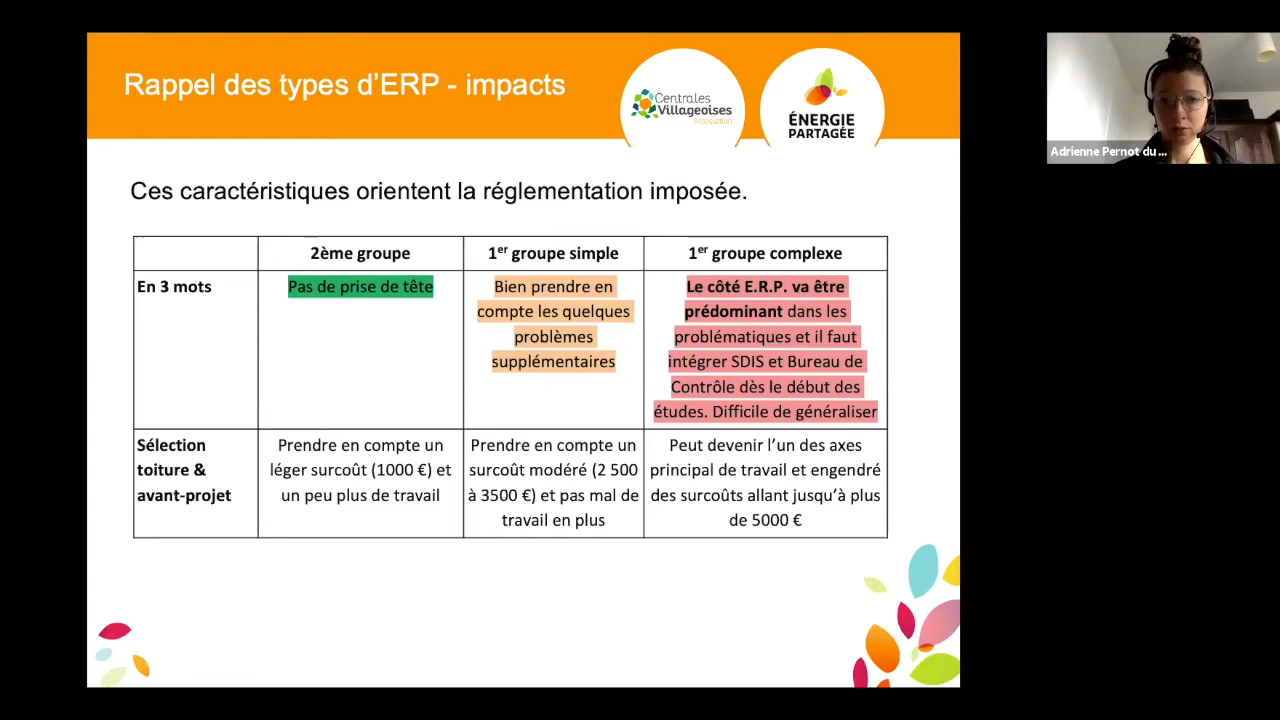 Rappel des types d'ERP - impacts
Centrales
Villageoises
Association
ÉNERGIE
PARTAGÉE
Adrienne Pernot du ...
Ces caractéristiques orientent la réglementation imposée.
2ème groupe
1er groupe simple
1er groupe complexe
En 3 mots
Pas de prise de tête
Bien prendre en
compte les quelques
problèmes
supplémentaires
Le côté E.R.P. va être
prédominant dans les
problématiques et il faut
intégrer SDIS et Bureau de
Contrôle dès le début des
études. Difficile de généraliser
Sélection
toiture &
avant-projet
Prendre en compte un
léger surcoût (1000 €) et
un peu plus de travail
Prendre en compte un
surcoût modéré (2 500
à 3500 €) et pas mal de
travail en plus
Peut devenir l'un des axes
principal de travail et engendré
des surcoûts allant jusqu'à plus
de 5000 €